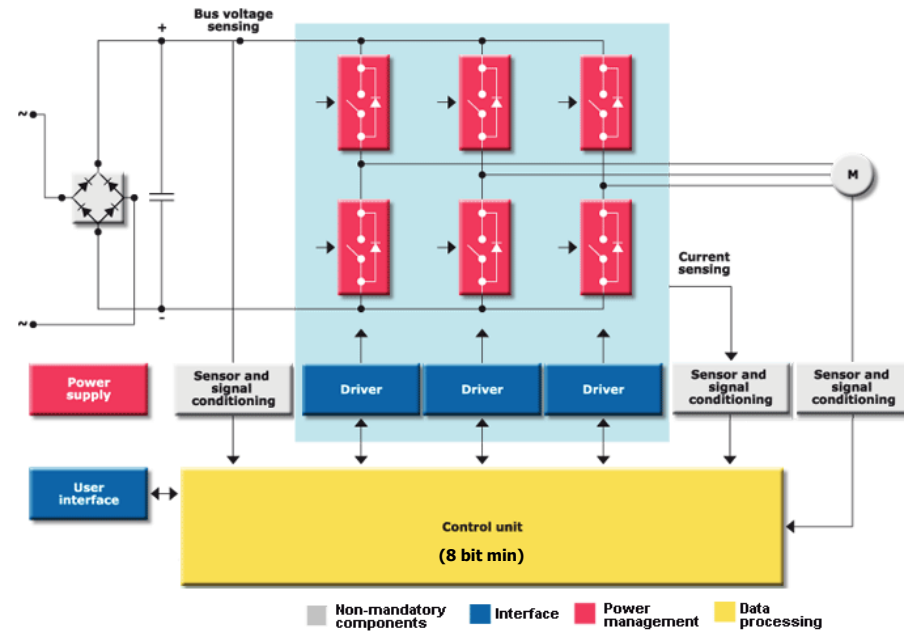 Bus voltage
sensing
+
~
M
~
-
Current
sensing
Power
supply
Sensor and
signal
conditioning
Driver
Driver
Driver
Sensor and
signal
conditioning
Sensor and
signal
conditioning
User
interface
Control unit
(8 bit min)
Non-mandatory
components
Interface
Power
management
Data
processing